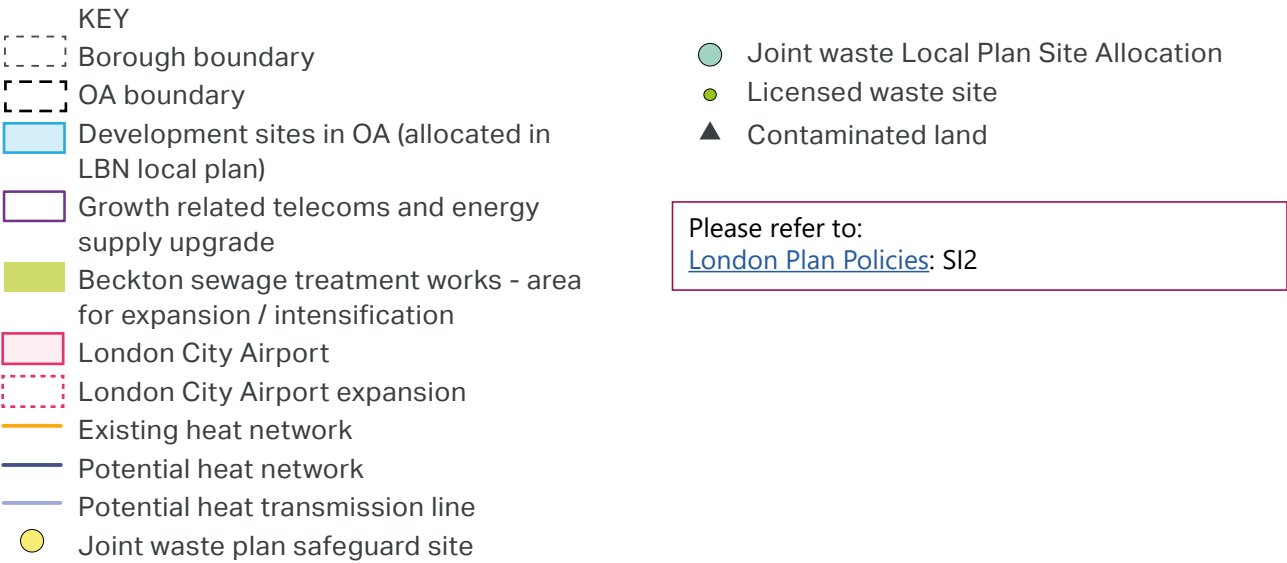 KEY
Borough boundary
OA boundary
Development sites in OA (allocated in
LBN local plan)
Growth related telecoms and energy
supply upgrade
Beckton sewage treatment works - area
for expansion / intensification
London City Airport
London City Airport expansion
Existing heat network
Potential heat network
Potential heat transmission line
Joint waste plan safeguard site
Joint waste Local Plan Site Allocation
Licensed waste site
Contaminated land
Please refer to:
London Plan Policies: SI2